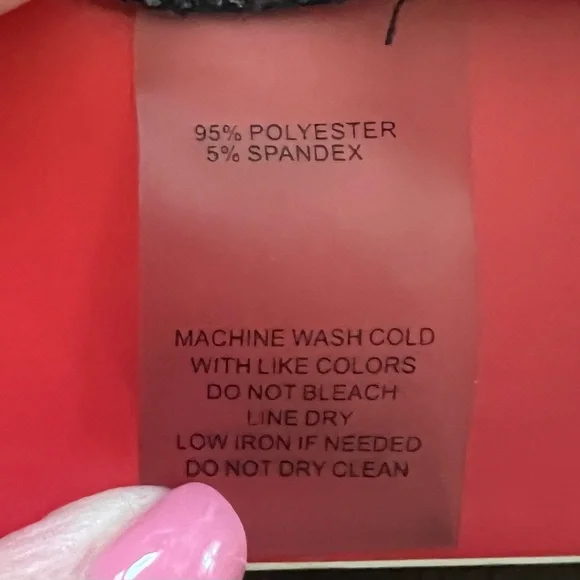 95% POLYESTER
5% SPANDEX
MACHINE WASH COLD
WITH LIKE COLORS
DO NOT BLEACH
LINE DRY
LOW IRON IF NEEDED
DO NOT DRY CLEAN